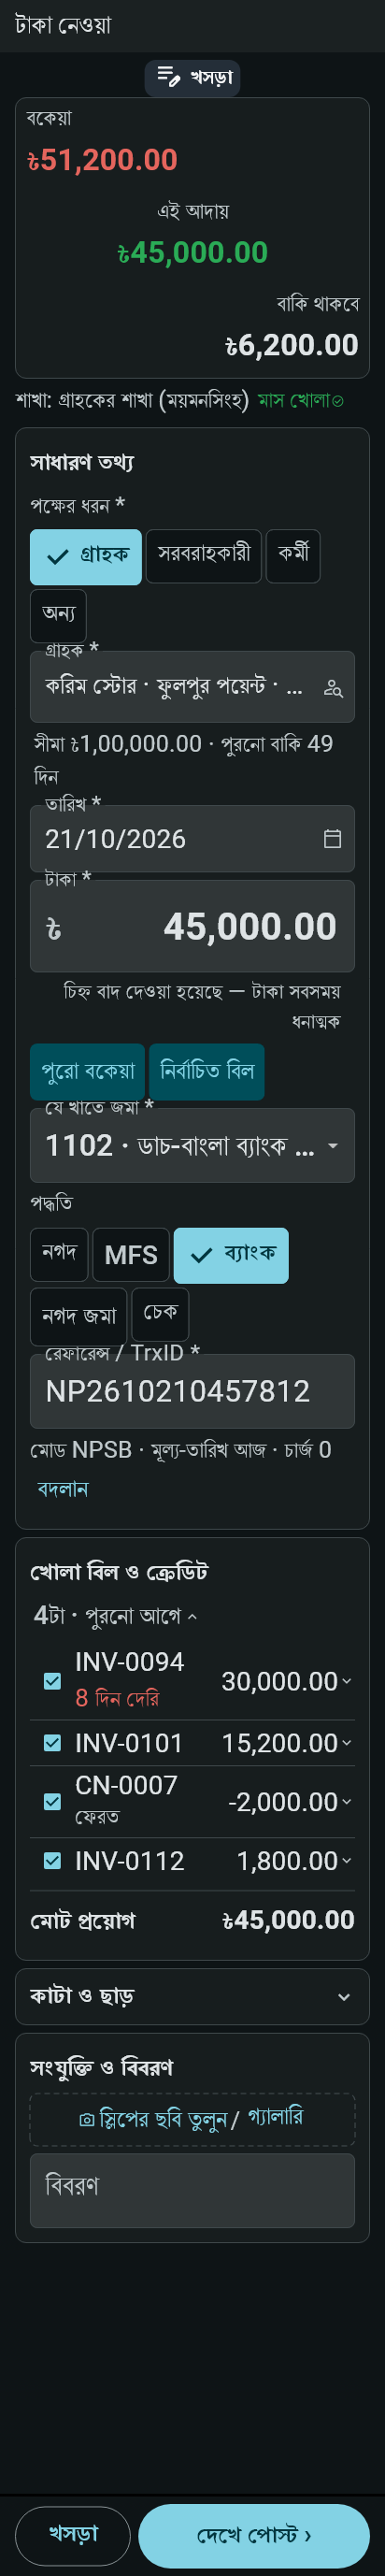 টাকা নেওয়া
খসড়া
বকেয়া
৳51,200.00
এই আদায়
৳45,000.00
বাকি থাকবে
৳6,200.00
শাখা: গ্রাহকের শাখা (ময়মনসিংহ) মাস খোলা
সাধারণ তথ্য
পক্ষের ধরন *
গ্রাহক সরবরাহকারী কর্মী
অন্য
গ্রাহক *
করিম স্টোর · ফুলপুর পয়েন্ট · ...
সীমা ৳1,00,000.00 · পুরনো বাকি 49
দিন
তারিখ *
21/10/2026
টাকা *
৳ 45,000.00
চিহ্ন বাদ দেওয়া হয়েছে — টাকা সবসময়
ধনাত্মক
পুরো বকেয়া নির্বাচিত বিল
যে খাতে জমা *
1102 · ডাচ-বাংলা ব্যাংক ...
পদ্ধতি
নগদ MFS ব্যাংক
নগদ জমা চেক
রেফারেন্স / TrxID *
NP2610210457812
মোড NPSB · মূল্য-তারিখ আজ · চার্জ 0
বদলান
খোলা বিল ও ক্রেডিট
4টা · পুরনো আগে
INV-0094 30,000.00
8 দিন দেরি
INV-0101 15,200.00
CN-0007 -2,000.00
ফেরত
INV-0112 1,800.00
মোট প্রয়োগ ৳45,000.00
কাটা ও ছাড়
সংযুক্তি ও বিবরণ
স্লিপের ছবি তুলুন / গ্যালারি
বিবরণ
খসড়া দেখে পোস্ট ›